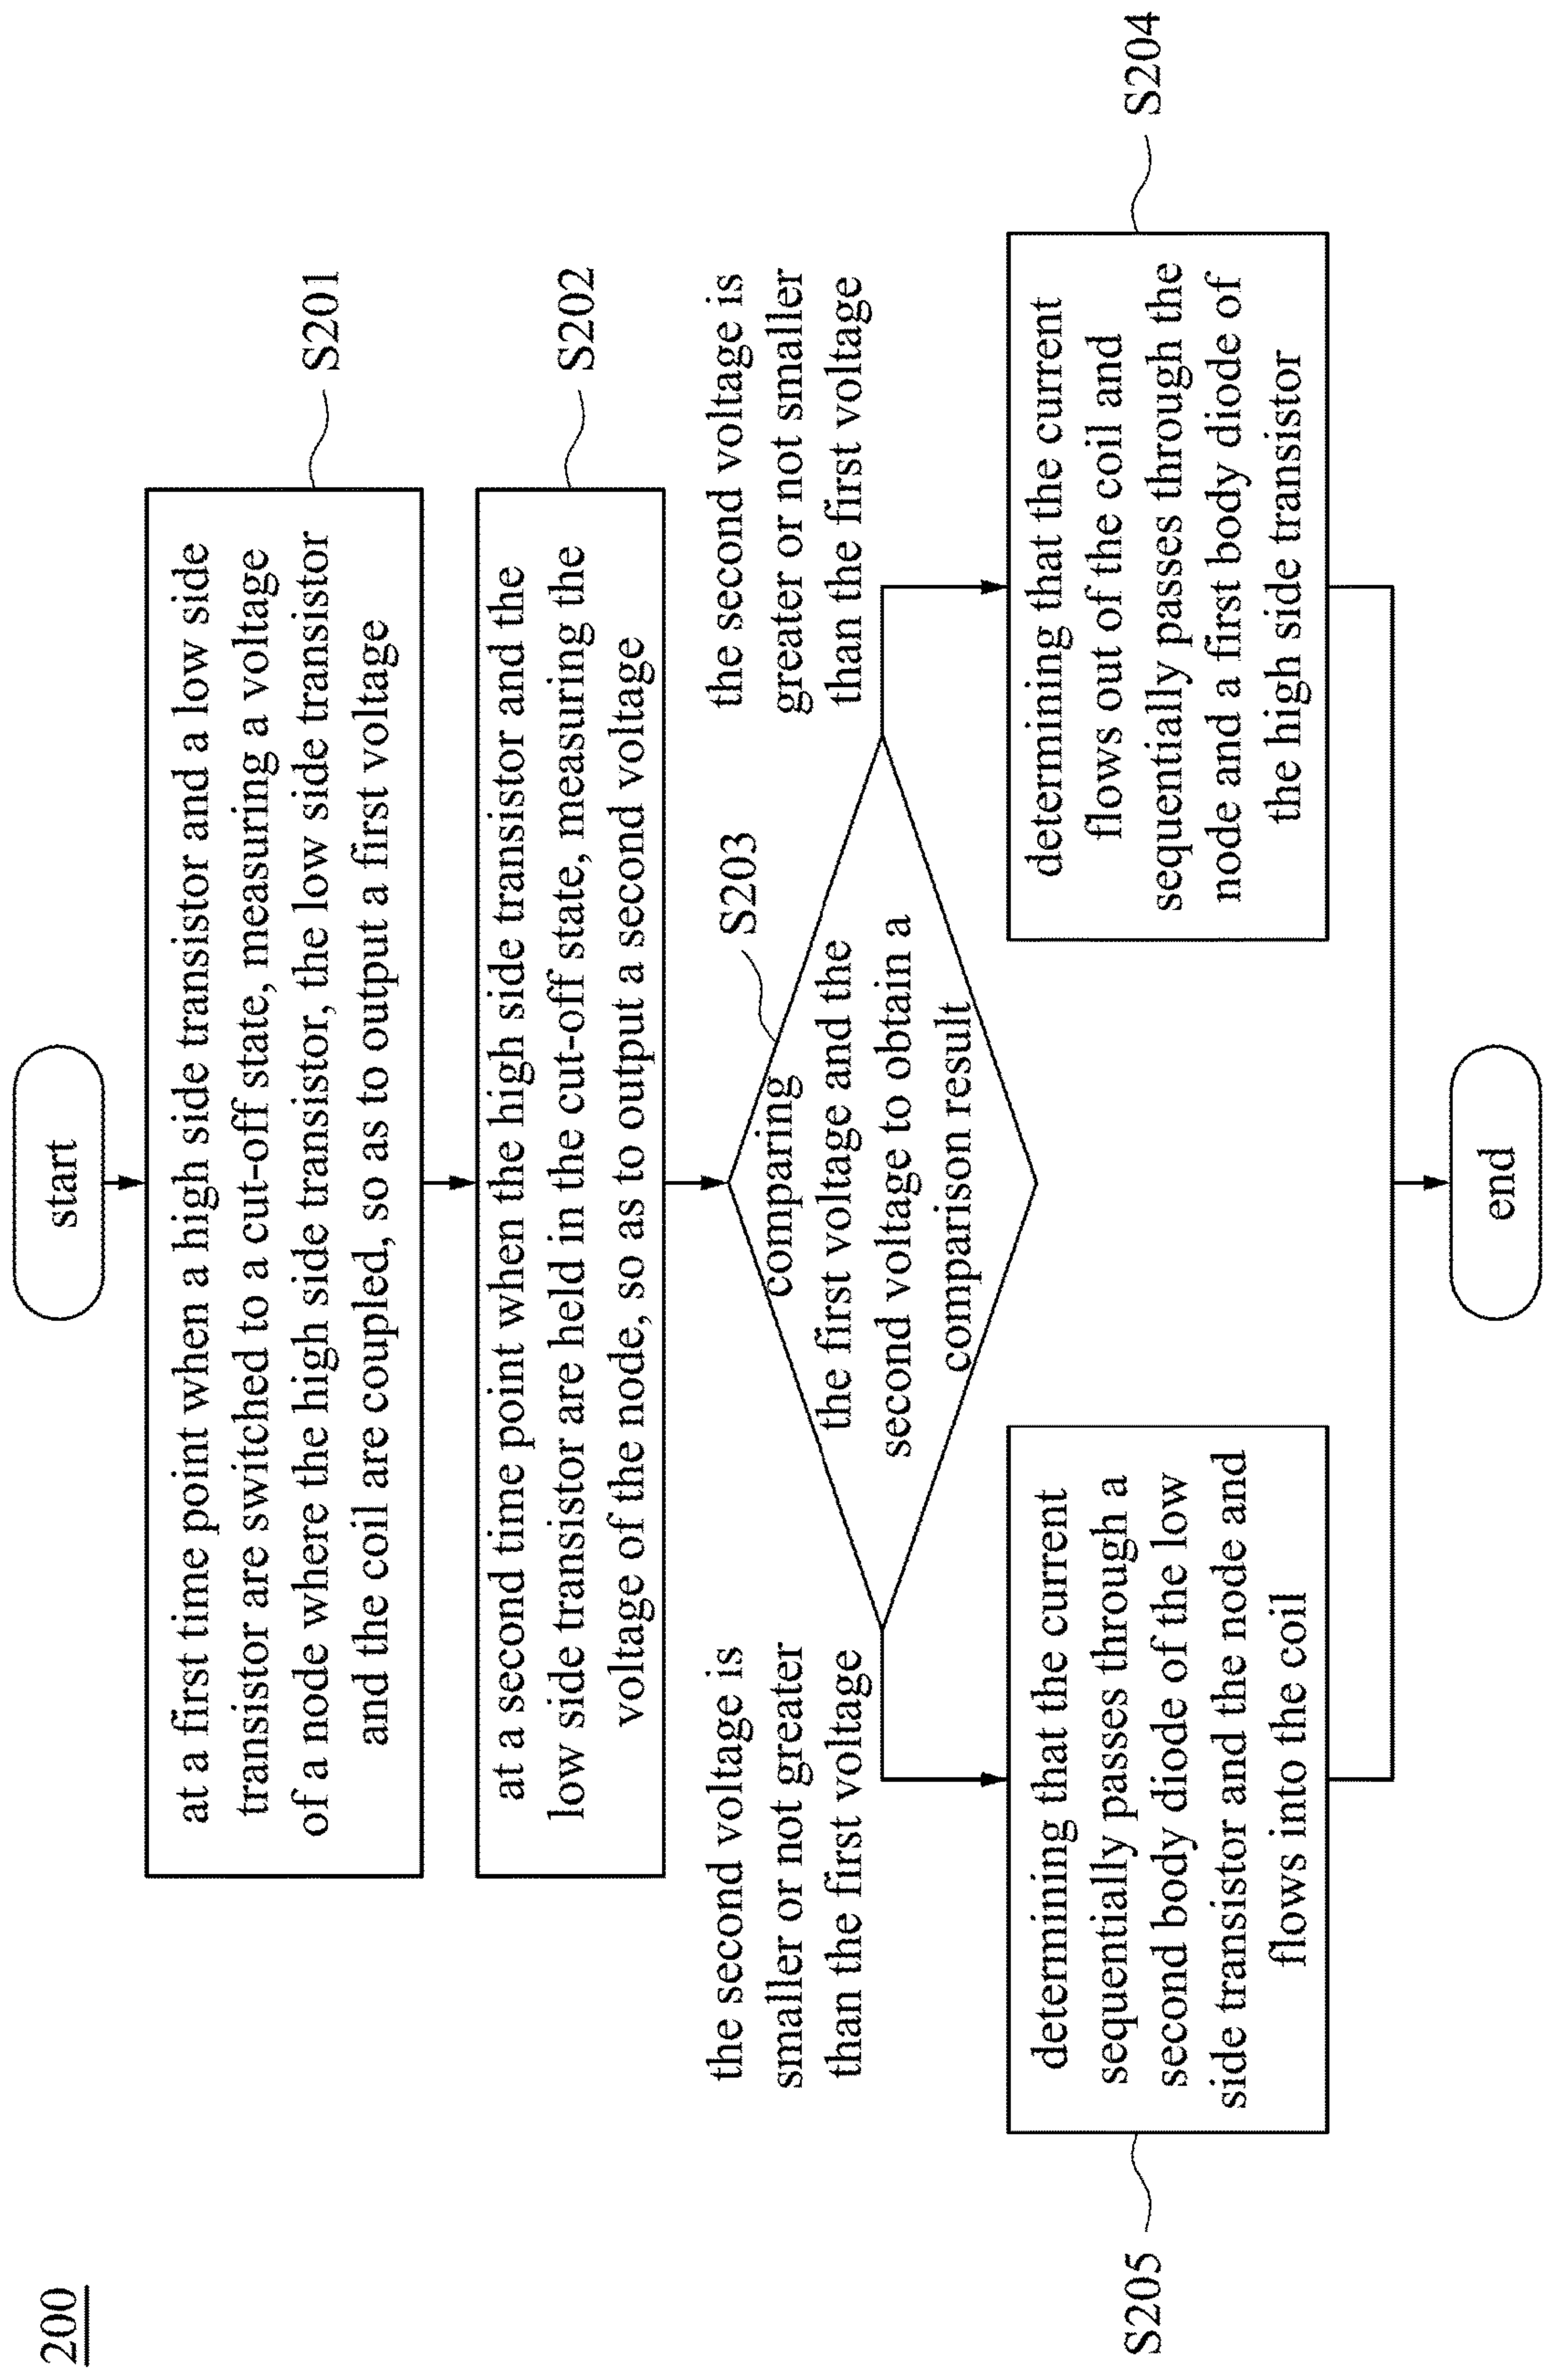 200
start
at a first time point when a high side transistor and a low side
transistor are switched to a cut-off state, measuring a voltage
of a node where the high side transistor, the low side transistor
and the coil are coupled, so as to output a first voltage
S201
at a second time point when the high side transistor and the
low side transistor are held in the cut-off state, measuring the
voltage of the node, so as to output a second voltage
S202
comparing
the first voltage and the
second voltage to obtain a
comparison result
S203
the second voltage is
smaller or not greater
than the first voltage
the second voltage is
greater or not smaller
than the first voltage
S205
determining that the current
sequentially passes through a
second body diode of the low
side transistor and the node and
flows into the coil
determining that the current
flows out of the coil and
sequentially passes through the
node and a first body diode of
the high side transistor
S204
end